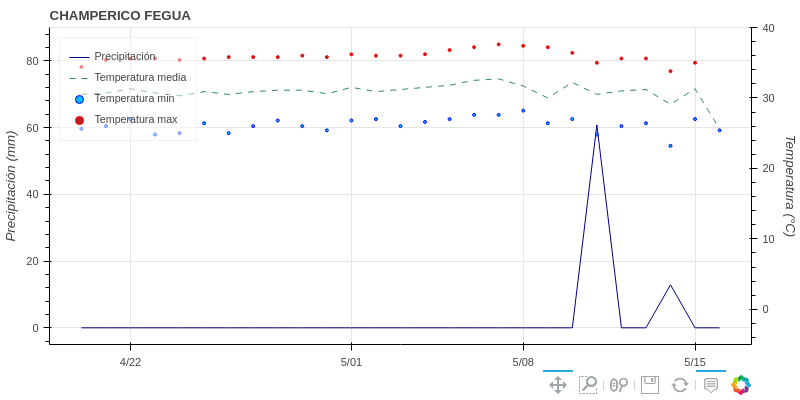 CHAMPERICO FEGUA
Precipitación
Temperatura media
Temperatura min
Temperatura max
Precipitación (mm)
80
60
40
20
0
Temperatura (°C)
40
30
20
10
0
4/22
5/01
5/08
5/15